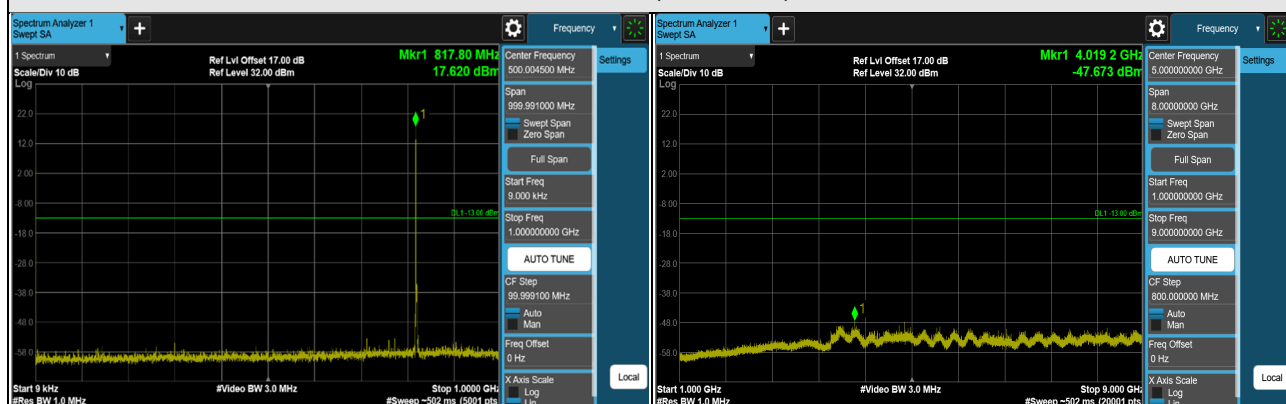 Spectrum Analyzer 1
Swept SA
+
Frequency
1 Spectrum
Ref Lvl Offset 17.00 dB
Mkr1 817.80 MHz
Scale/Div 10 dB
Ref Level 32.00 dBm
17.620 dBm
Log
22.0
12.0
2.00
-8.00
-18.0
-28.0
-38.0
-48.0
-58.0
1
DL1 -13.00 dBm
Start 9 kHz
#Video BW 3.0 MHz
Stop 1.0000 GHz
#Res BW 1.0 MHz
#Sweep ~502 ms (5001 pts)
Center Frequency
500.004500 MHz
Settings
Span
999.991000 MHz
Swept Span
Zero Span
Full Span
Start Freq
9.000 kHz
Stop Freq
1.000000000 GHz
AUTO TUNE
CF Step
99.999100 MHz
Auto
Man
Freq Offset
0 Hz
X Axis Scale
Log
Lin
Local
Spectrum Analyzer 1
Swept SA
+
Frequency
1 Spectrum
Ref Lvl Offset 17.00 dB
Mkr1 4.019 2 GHz
Scale/Div 10 dB
Ref Level 32.00 dBm
-47.673 dBm
Log
22.0
12.0
2.00
-8.00
-18.0
-28.0
-38.0
-48.0
-58.0
1
DL1 -13.00 dBm
Start 1.000 GHz
#Video BW 3.0 MHz
Stop 9.000 GHz
#Res BW 1.0 MHz
#Sweep ~502 ms (20001 pts)
Center Frequency
5.000000000 GHz
Settings
Span
8.00000000 GHz
Swept Span
Zero Span
Full Span
Start Freq
1.000000000 GHz
Stop Freq
9.000000000 GHz
AUTO TUNE
CF Step
800.000000 MHz
Auto
Man
Freq Offset
0 Hz
X Axis Scale
Log
Lin
Local